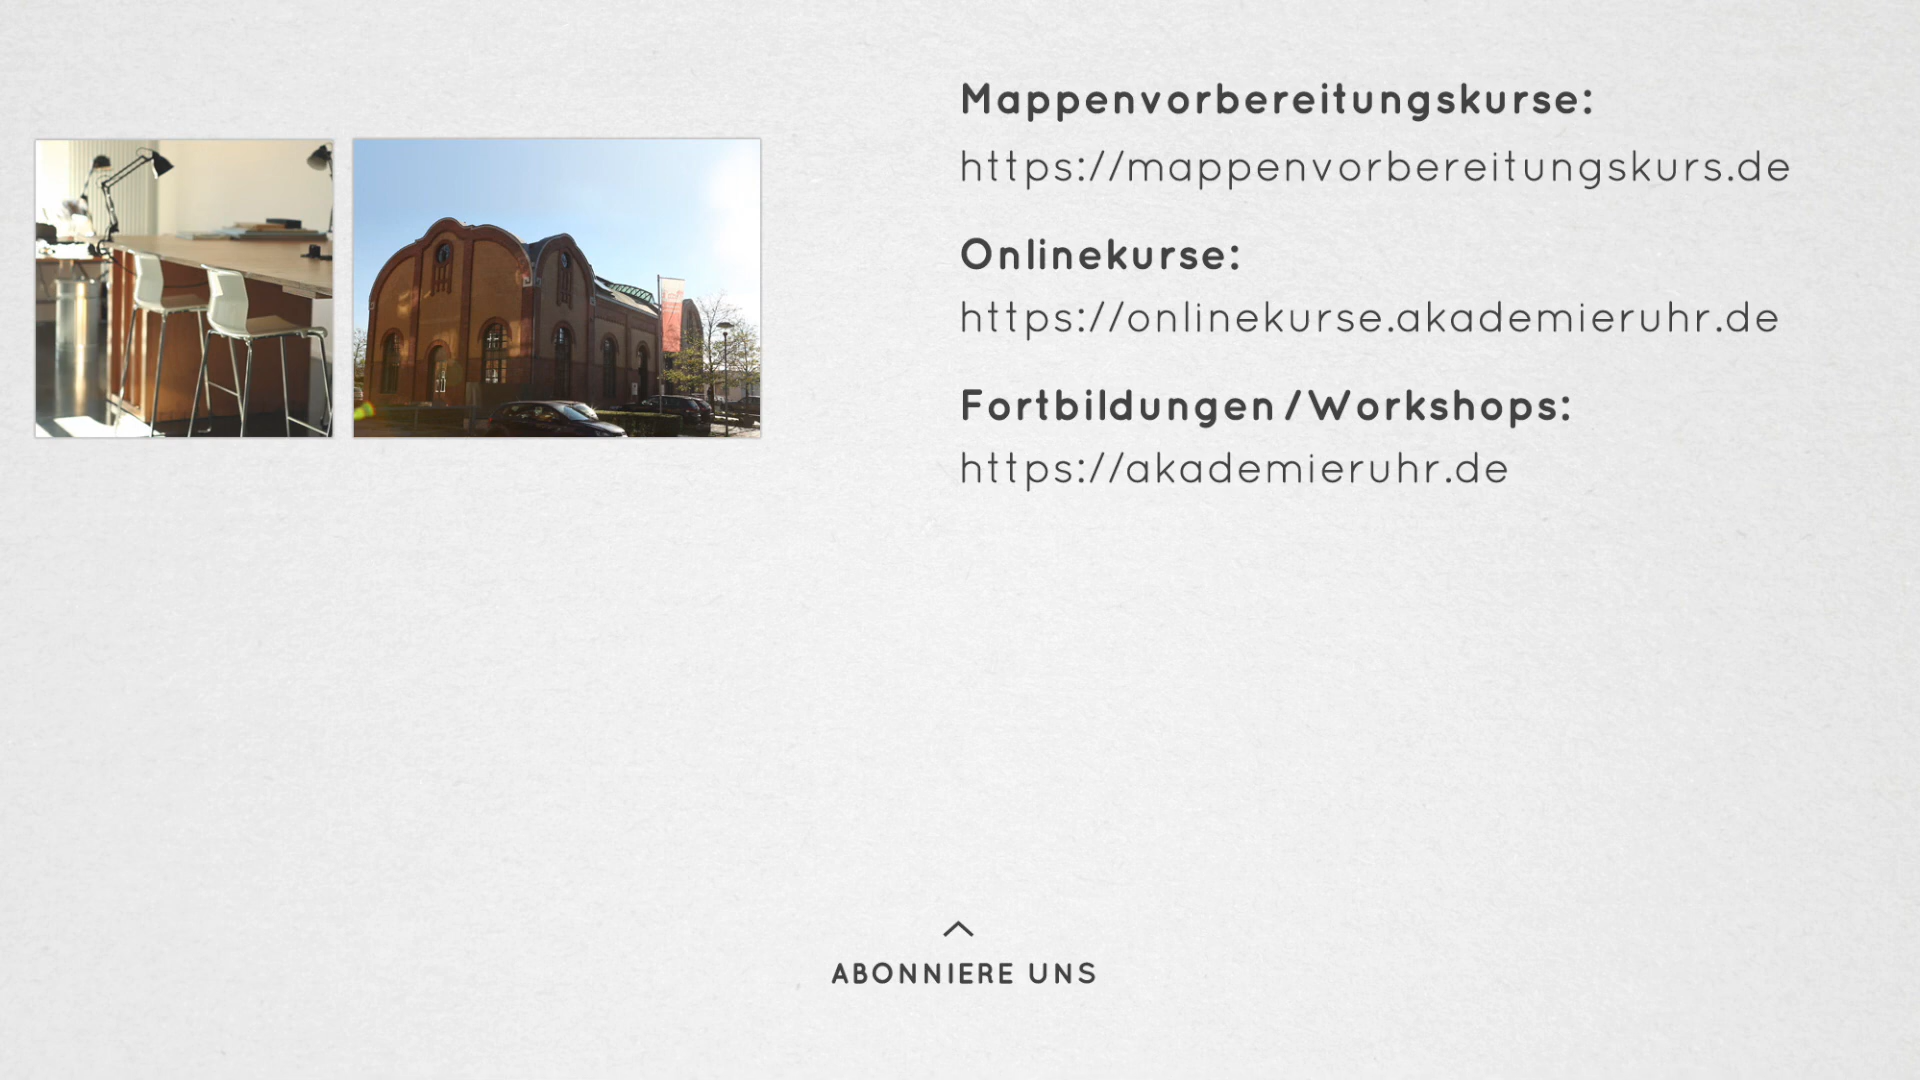 Mappenvorbereitungskurse:
https://mappenvorbereitungskurs.de
Onlinekurse:
https://onlinekurse.akademieruhr.de
Fortbildungen/Workshops:
https://akademieruhr.de
ABONNIERE UNS